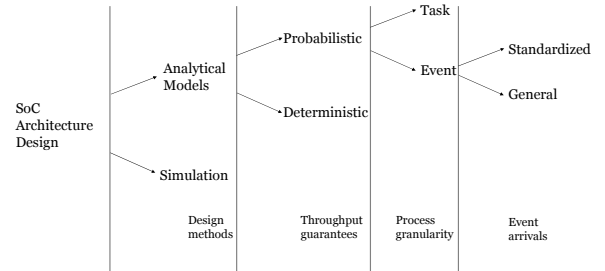 Task
Probabilistic
Standardized
Analytical
Models
Event
General
SoC
Architecture
Design
Deterministic
Simulation
Design
methods
Throughput
guarantees
Process
granularity
Event
arrivals